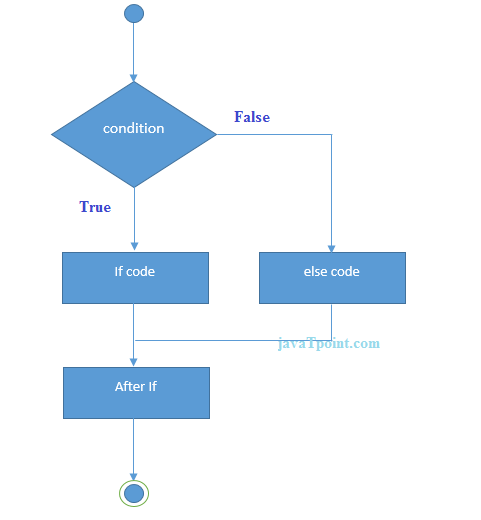 condition
False
True
If code
else code
javaTpoint.com
After If